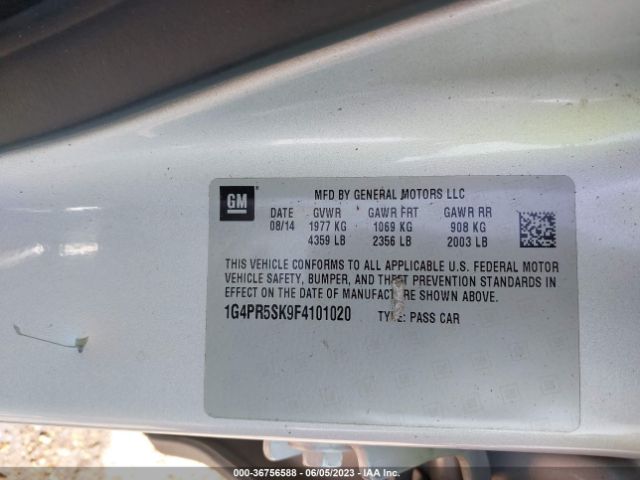 GM
MFD BY GENERAL MOTORS LLC
DATE GVWR GAWR FRT GAWR RR
08/14 1977 KG 1069 KG 908 KG
4359 LB 2356 LB 2003 LB
THIS VEHICLE CONFORMS TO ALL APPLICABLE U.S. FEDERAL MOTOR
VEHICLE SAFETY, BUMPER, AND THEFT PREVENTION STANDARDS IN
EFFECT ON THE DATE OF MANUFACTURE SHOWN ABOVE.
1G4PR5SK9F4101020 TYPE: PASS CAR
000-36756588 - 06/05/2023 - IAA Inc.